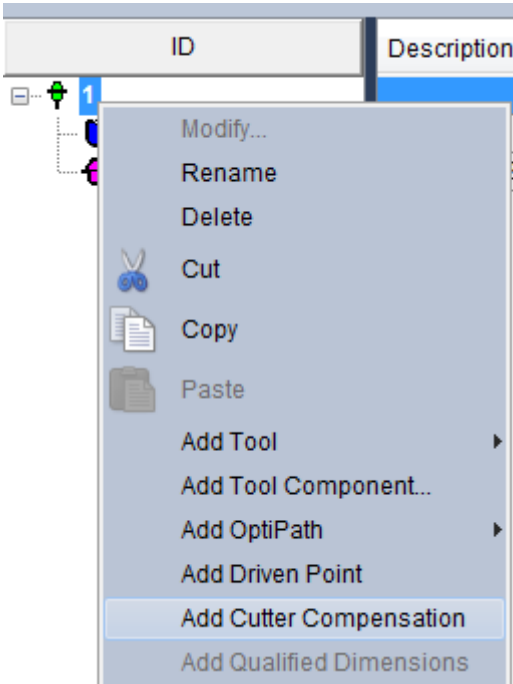 ID
Description
1
Modify...
Rename
Delete
Cut
Copy
Paste
Add Tool
Add Tool Component...
Add OptiPath
Add Driven Point
Add Cutter Compensation
Add Qualified Dimensions